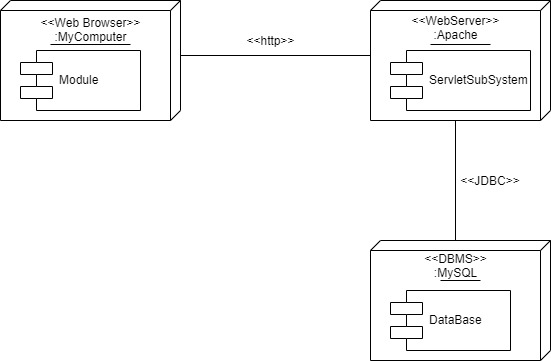 <<Web Browser>>
:MyComputer
Module
<<http>>
<<WebServer>>
:Apache
ServletSubSystem
<<JDBC>>
<<DBMS>>
:MySQL
DataBase